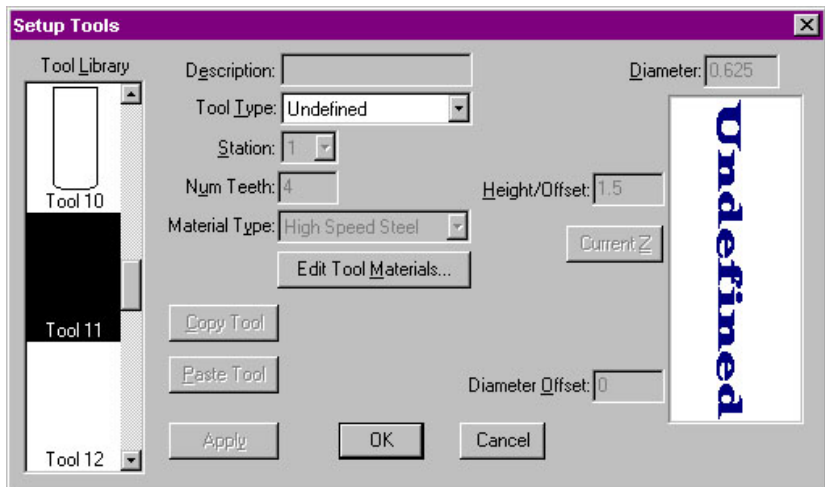 Setup Tools
Tool Library
Tool 10
Tool 11
Tool 12
Description:
Tool Type: Undefined
Station: 1
Num Teeth: 4
Material Type: High Speed Steel
Edit Tool Materials...
Copy Tool
Paste Tool
Apply
OK
Cancel
Diameter: 0.625
Height/Offset: 1.5
Current Z
Diameter Offset: 0
Undefined